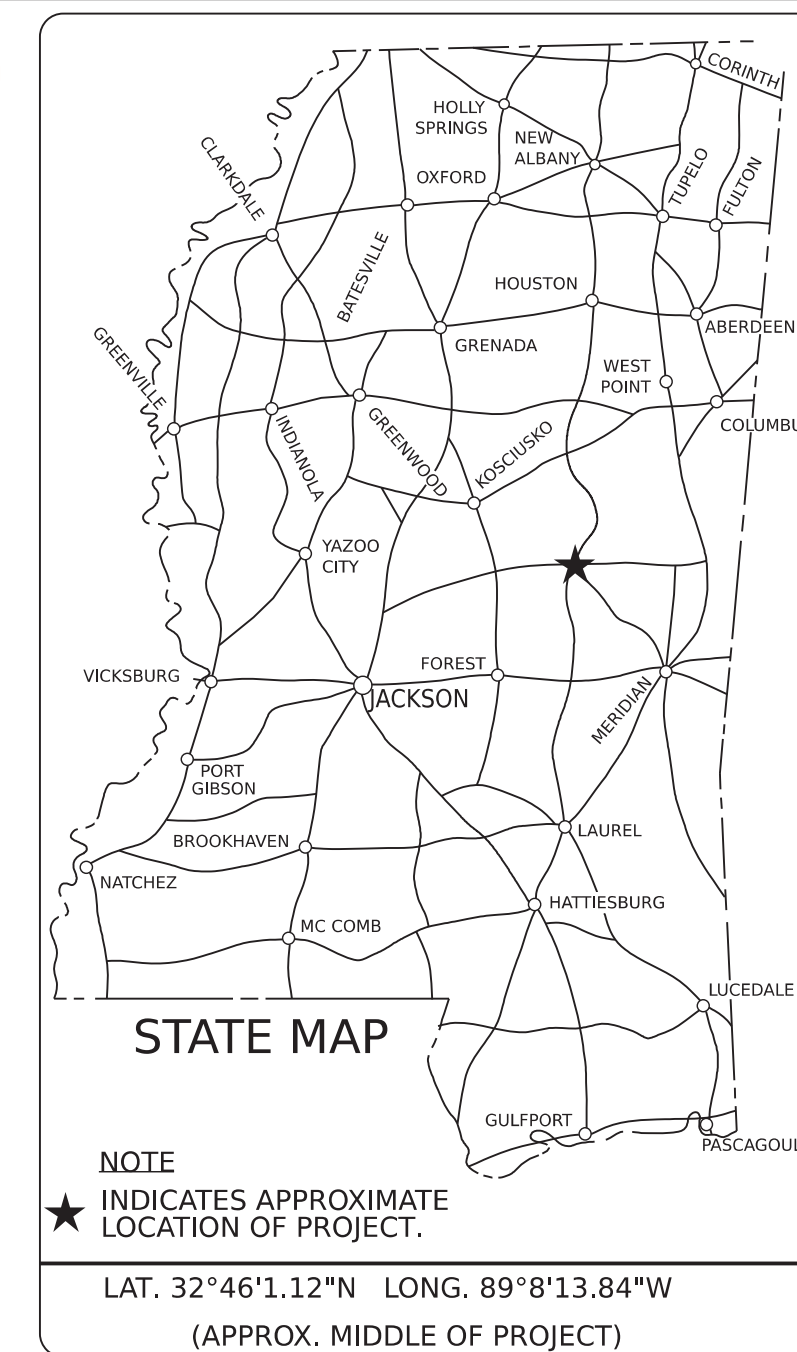 CORINTH
HOLLY
SPRINGS
NEW
ALBANY
CLARKDALE
OXFORD
TUPELO
FULTON
BATESVILLE
HOUSTON
ABERDEEN
GREENVILLE
GRENADA
WEST
POINT
COLUMBU
INDIANOLA
GREENWOOD
KOSCIUSKO
YAZOO
CITY
VICKSBURG
FOREST
JACKSON
MERIDIAN
PORT
GIBSON
BROOKHAVEN
LAUREL
NATCHEZ
HATTIESBURG
MC COMB
LUCEDALE
STATE MAP
GULFPORT
PASCAGOUL
NOTE
INDICATES APPROXIMATE
LOCATION OF PROJECT.
LAT. 32°46'1.12"N LONG. 89°8'13.84"W
(APPROX. MIDDLE OF PROJECT)